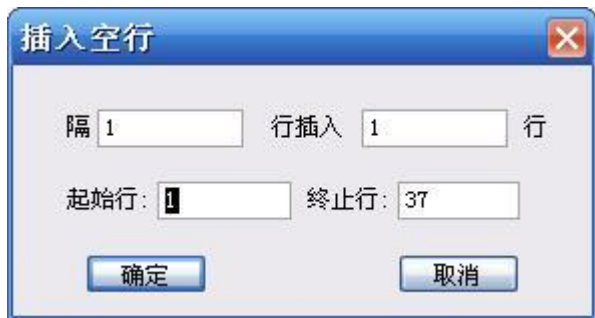 插入空行
隔 1 行插入 1 行
起始行: 1 终止行: 37
确定 取消